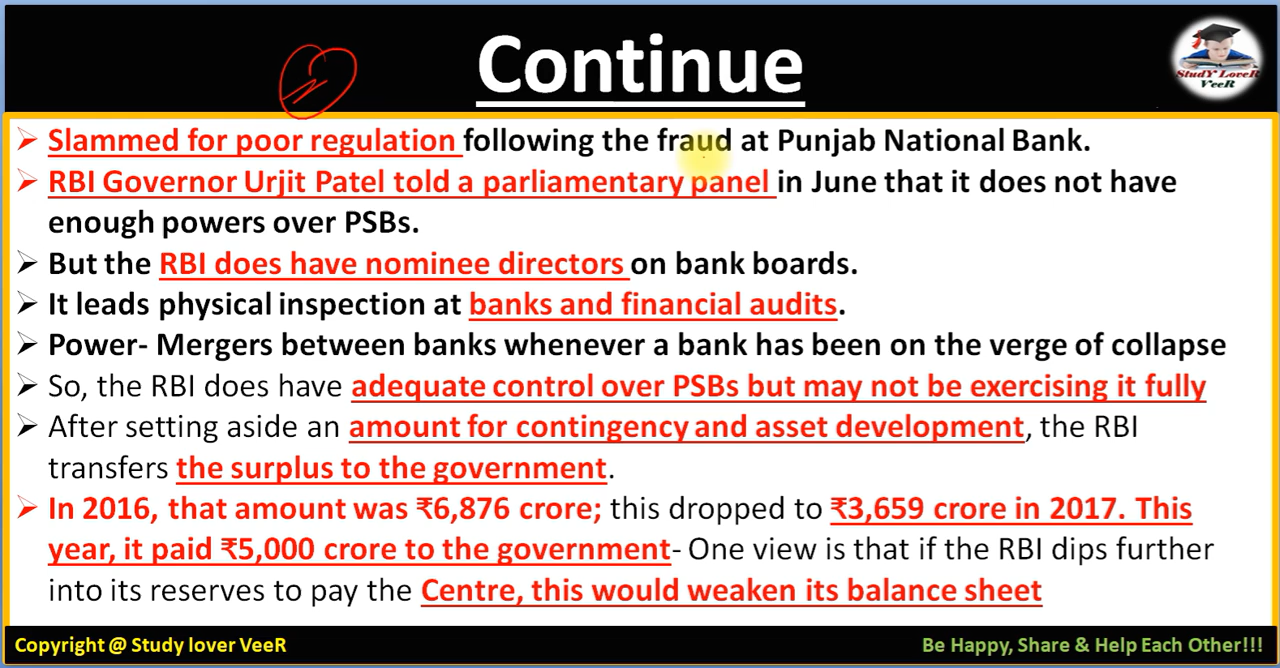 Continue
StudY LoveR
VeeR
➢ Slammed for poor regulation following the fraud at Punjab National Bank.
➢ RBI Governor Urjit Patel told a parliamentary panel in June that it does not have
enough powers over PSBs.
➢ But the RBI does have nominee directors on bank boards.
➢ It leads physical inspection at banks and financial audits.
➢ Power- Mergers between banks whenever a bank has been on the verge of collapse
➢ So, the RBI does have adequate control over PSBs but may not be exercising it fully
➢ After setting aside an amount for contingency and asset development, the RBI
transfers the surplus to the government.
➢ In 2016, that amount was ₹6,876 crore; this dropped to ₹3,659 crore in 2017. This
year, it paid ₹5,000 crore to the government- One view is that if the RBI dips further
into its reserves to pay the Centre, this would weaken its balance sheet
Copyright @ Study lover VeeR
Be Happy, Share & Help Each Other!!!